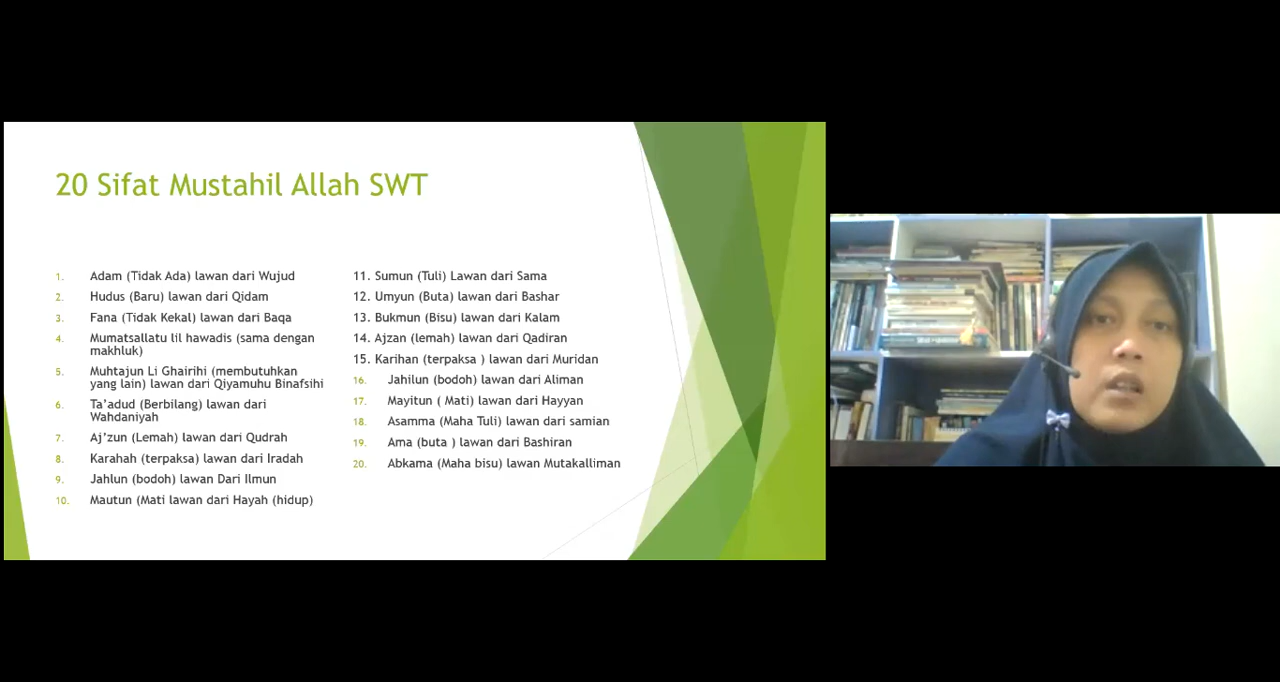 20 Sifat Mustahil Allah SWT
1. Adam (Tidak Ada) lawan dari Wujud
2. Hudus (Baru) lawan dari Qidam
3. Fana (Tidak Kekal) lawan dari Baqa
4. Mumatsallatu lil hawadis (sama dengan
makhluk)
5. Muhtajun Li Ghairihi (membutuhkan
yang lain) lawan dari Qiyamuhu Binafsihi
6. Ta’adud (Berbilang) lawan dari
Wahdaniyah
7. Aj’zun (Lemah) lawan dari Qudrah
8. Karahah (terpaksa) lawan dari Iradah
9. Jahlun (bodoh) lawan Dari Ilmun
10. Mautun (Mati lawan dari Hayah (hidup)
11. Sumun (Tuli) Lawan dari Sama
12. Umyun (Buta) lawan dari Bashar
13. Bukmun (Bisu) lawan dari Kalam
14. Ajzan (lemah) lawan dari Qadiran
15. Karihan (terpaksa ) lawan dari Muridan
16. Jahilun (bodoh) lawan dari Aliman
17. Mayitun ( Mati) lawan dari Hayyan
18. Asamma (Maha Tuli) lawan dari samian
19. Ama (buta ) lawan dari Bashiran
20. Abkama (Maha bisu) lawan Mutakalliman